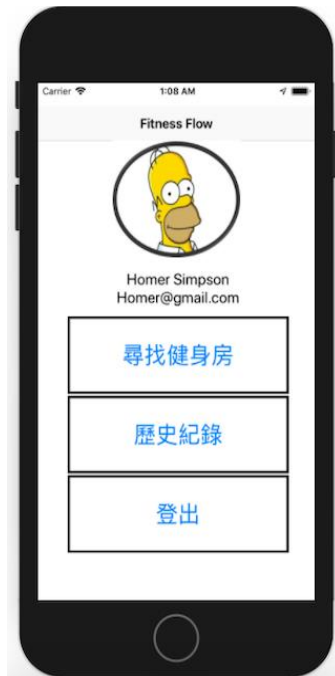 Carrier 1:08 AM
Fitness Flow
Homer Simpson
Homer@gmail.com
尋找健身房
歷史紀錄
登出